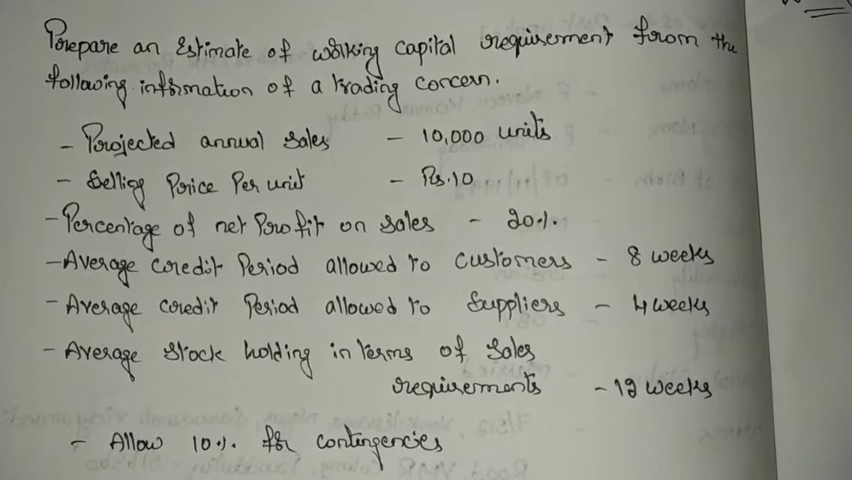 Prepare an Estimate of working capital requirement from the
following information of a trading concern.
- Projected annual sales - 10,000 units
- Selling Price Per unit - Rs.10
- Percentage of net Profit on sales - 20%.
- Average credit Period allowed to customers - 8 weeks
- Average credit Period allowed to Suppliers - 4 weeks
- Average Stock holding in terms of Sales
requirements - 12 weeks
- Allow 10%. for contingencies